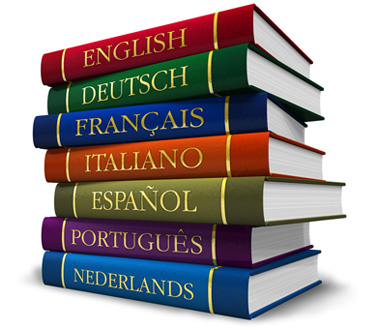 ENGLISH
DEUTSCH
FRANÇAIS
ITALIANO
ESPAÑOL
PORTUGUÊS
NEDERLANDS